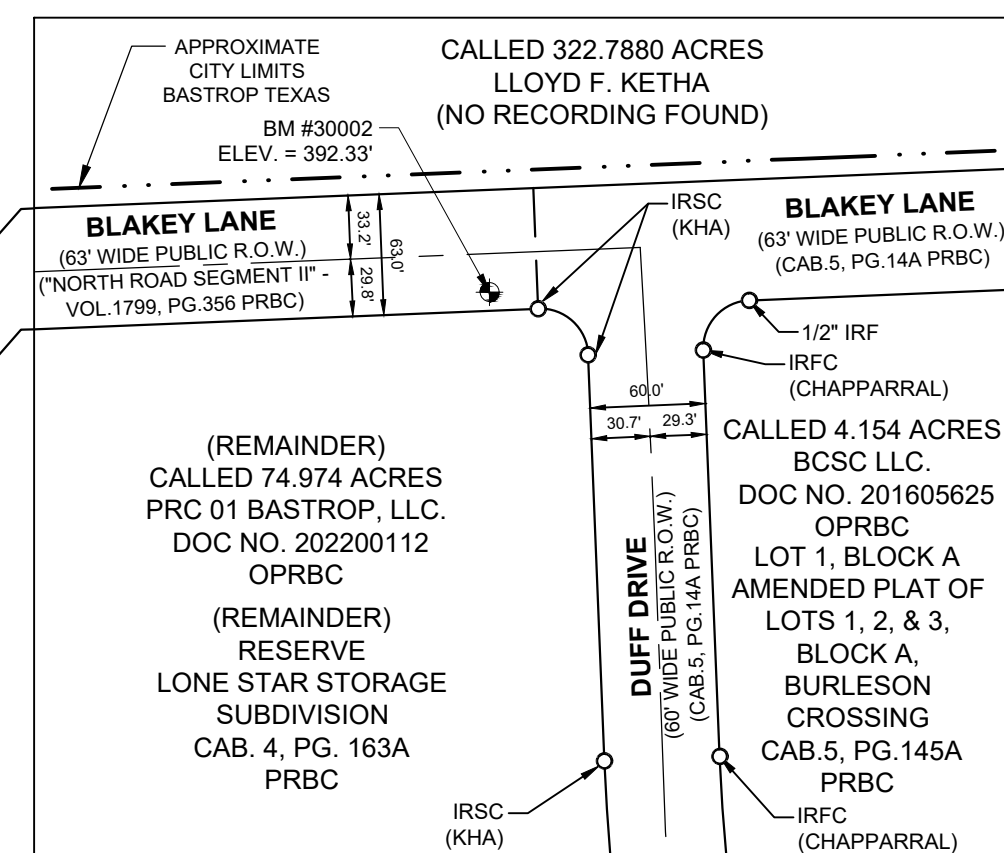 APPROXIMATE
CITY LIMITS
BASTROP TEXAS
CALLED 322.7880 ACRES
LLOYD F. KETHA
(NO RECORDING FOUND)
BM #30002
ELEV. = 392.33'
BLAKEY LANE
(63' WIDE PUBLIC R.O.W.)
("NORTH ROAD SEGMENT II" -
VOL.1799, PG.356 PRBC)
33.2'
29.8'
63.0'
IRSC
(KHA)
BLAKEY LANE
(63' WIDE PUBLIC R.O.W.)
(CAB.5, PG.14A PRBC)
1/2" IRF
IRFC
(CHAPPARRAL)
60.0'
30.7'
29.3'
(REMAINDER)
CALLED 74.974 ACRES
PRC 01 BASTROP, LLC.
DOC NO. 202200112
OPRBC
(REMAINDER)
RESERVE
LONE STAR STORAGE
SUBDIVISION
CAB. 4, PG. 163A
PRBC
DUFF DRIVE
(60' WIDE PUBLIC R.O.W.)
(CAB.5, PG.14A PRBC)
CALLED 4.154 ACRES
BCSC LLC.
DOC NO. 201605625
OPRBC
LOT 1, BLOCK A
AMENDED PLAT OF
LOTS 1, 2, & 3,
BLOCK A,
BURLESON
CROSSING
CAB.5, PG.145A
PRBC
IRSC
(KHA)
IRFC
(CHAPPARRAL)